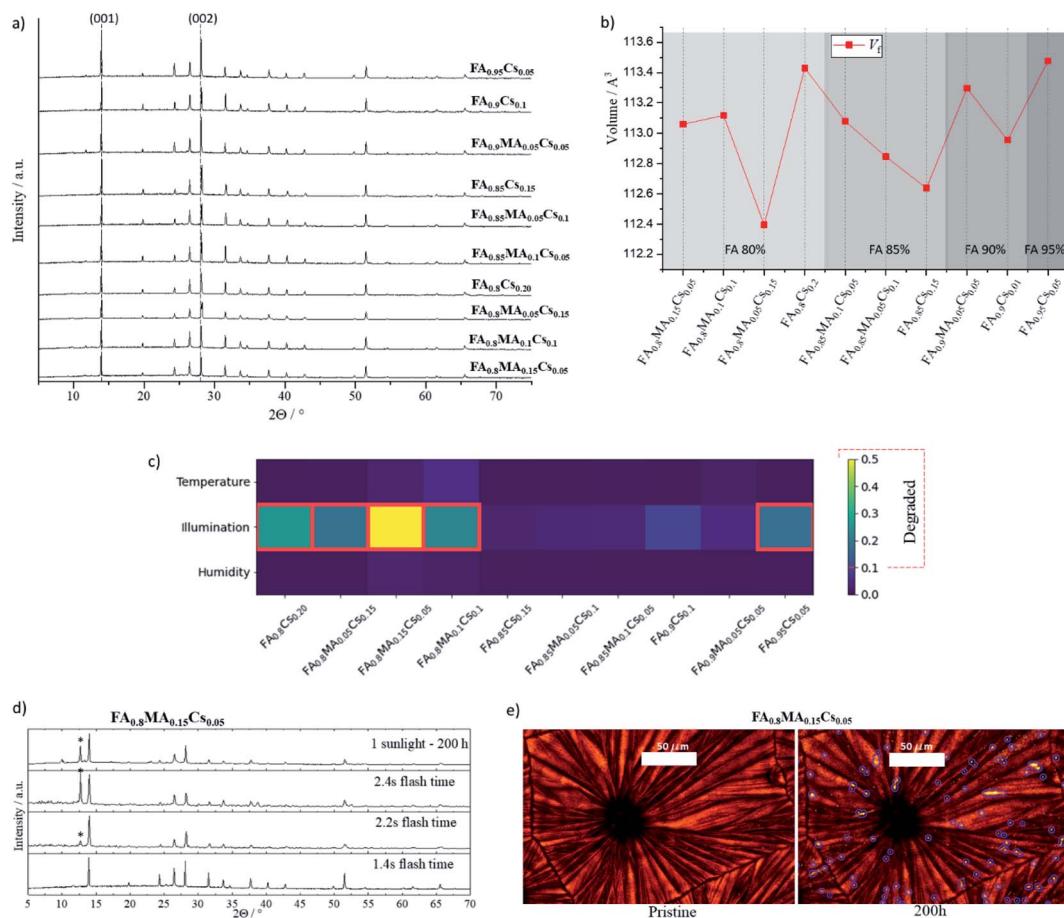 a)
(001)
(002)
FA0.95Cs0.05
FA0.9Cs0.1
FA0.9MA0.05Cs0.05
FA0.85Cs0.15
FA0.85MA0.05Cs0.1
FA0.85MA0.1Cs0.05
FA0.8Cs0.20
FA0.8MA0.05Cs0.15
FA0.8MA0.1Cs0.1
FA0.8MA0.15Cs0.05
Intensity / a.u.
10 20 30 40 50 60 70
2Θ / °
b)
Vf
Volume / A3
113.6
113.4
113.2
113.0
112.8
112.6
112.4
112.2
FA 80% FA 85% FA 90% FA 95%
FA0.8MA0.15Cs0.05
FA0.8MA0.1Cs0.1
FA0.8MA0.05Cs0.15
FA0.8Cs0.2
FA0.85MA0.1Cs0.05
FA0.85MA0.05Cs0.1
FA0.85Cs0.15
FA0.9MA0.05Cs0.05
FA0.9Cs0.01
FA0.95Cs0.05
c)
Temperature
Illumination
Humidity
FA0.8Cs0.20
FA0.8MA0.05Cs0.15
FA0.8MA0.15Cs0.05
FA0.8MA0.1Cs0.1
FA0.85Cs0.15
FA0.85MA0.05Cs0.1
FA0.85MA0.1Cs0.05
FA0.9Cs0.1
FA0.9MA0.05Cs0.05
FA0.95Cs0.05
0.5
0.4
0.3
0.2
0.1
0.0
Degraded
d)
FA0.8MA0.15Cs0.05
* 1 sunlight - 200 h
* 2.4s flash time
* 2.2s flash time
1.4s flash time
Intensity / a.u.
5 10 15 20 25 30 35 40 45 50 55 60 65 70
2Θ / °
e)
FA0.8MA0.15Cs0.05
50 μm
50 μm
Pristine
200h